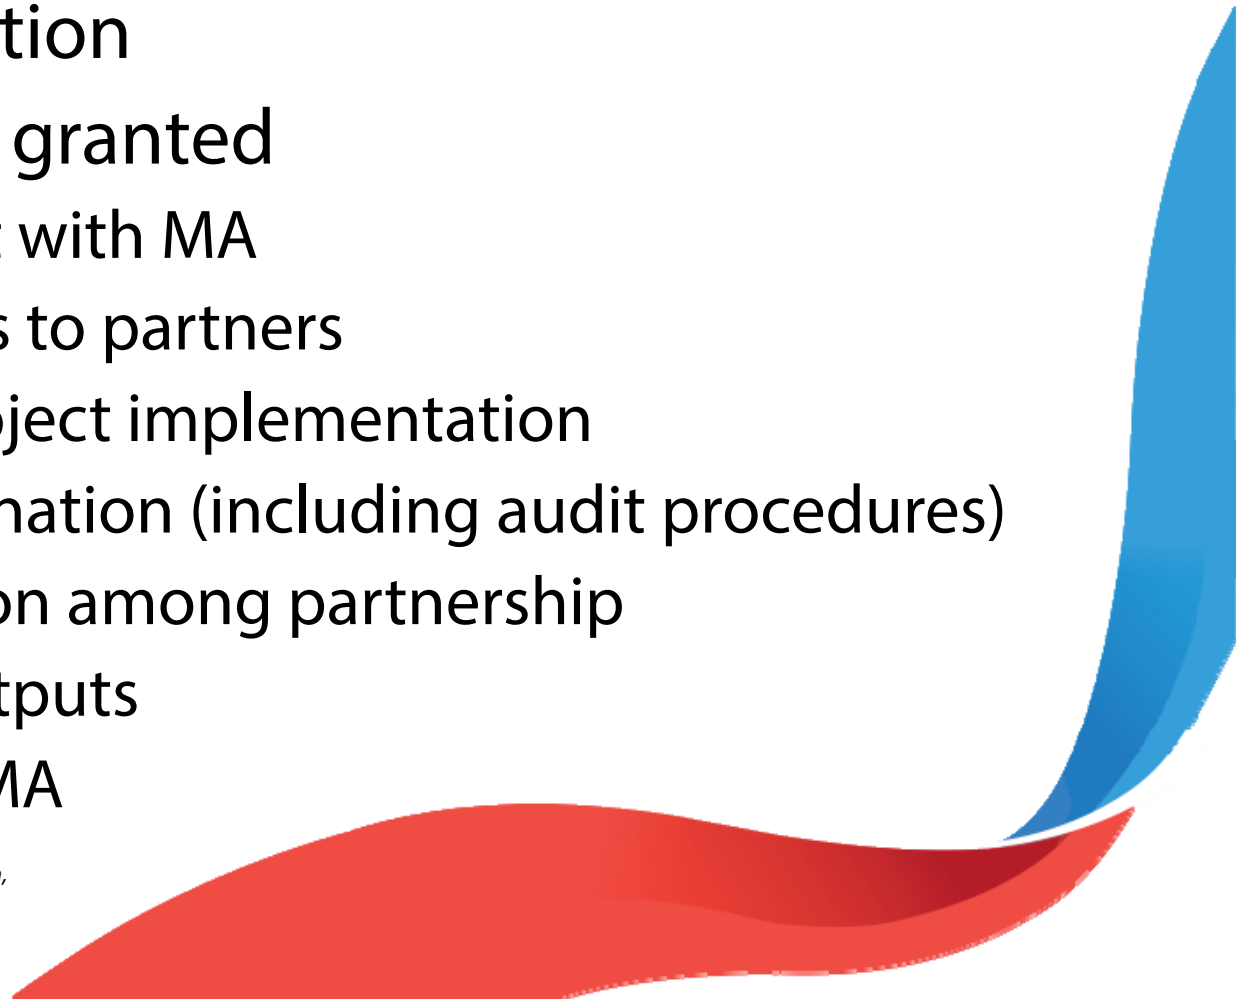 tion
granted
t with MA
s to partners
ject implementation
nation (including audit procedures)
on among partnership
tputs
MA